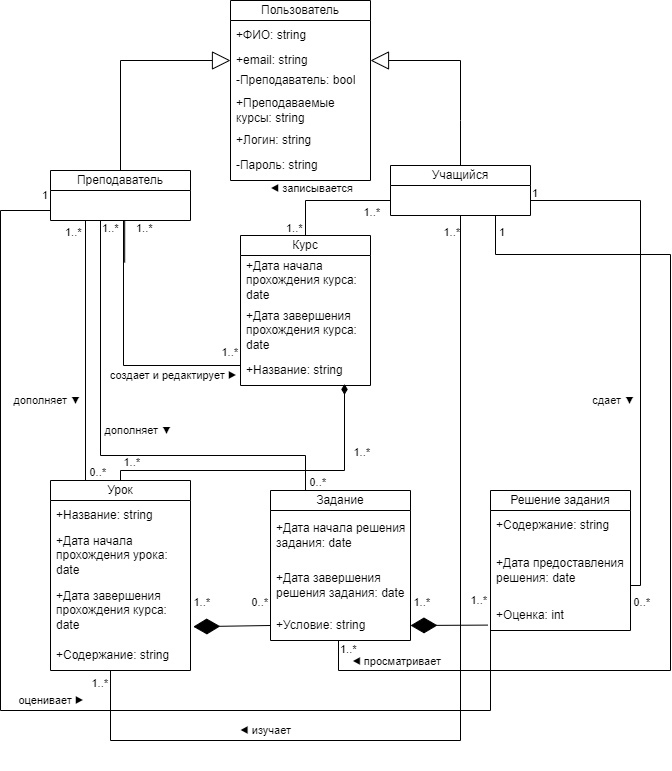 Пользователь
+ФИО: string
+email: string
-Преподаватель: bool
+Преподаваемые
курсы: string
+Логин: string
-Пароль: string
Преподаватель
Учащийся
◄ записывается
1
1
1..*
1..*
1..*
1..*
1..*
1..*
1
Курс
+Дата начала
прохождения курса:
date
+Дата завершения
прохождения курса:
date
+Название: string
1..*
создает и редактирует ►
дополняет ▼
сдает ▼
дополняет ▼
1..*
0..*
1..*
0..*
Урок
+Название: string
+Дата начала
прохождения урока:
date
+Дата завершения
прохождения курса:
date
+Содержание: string
Задание
+Дата начала решения
задания: date
+Дата завершения
решения задания: date
+Условие: string
Решение задания
+Содержание: string
+Дата предоставления
решения: date
+Оценка: int
1..*
0..*
1..*
1..*
0..*
1..*
◄ просматривает
1..*
оценивает ►
◄ изучает